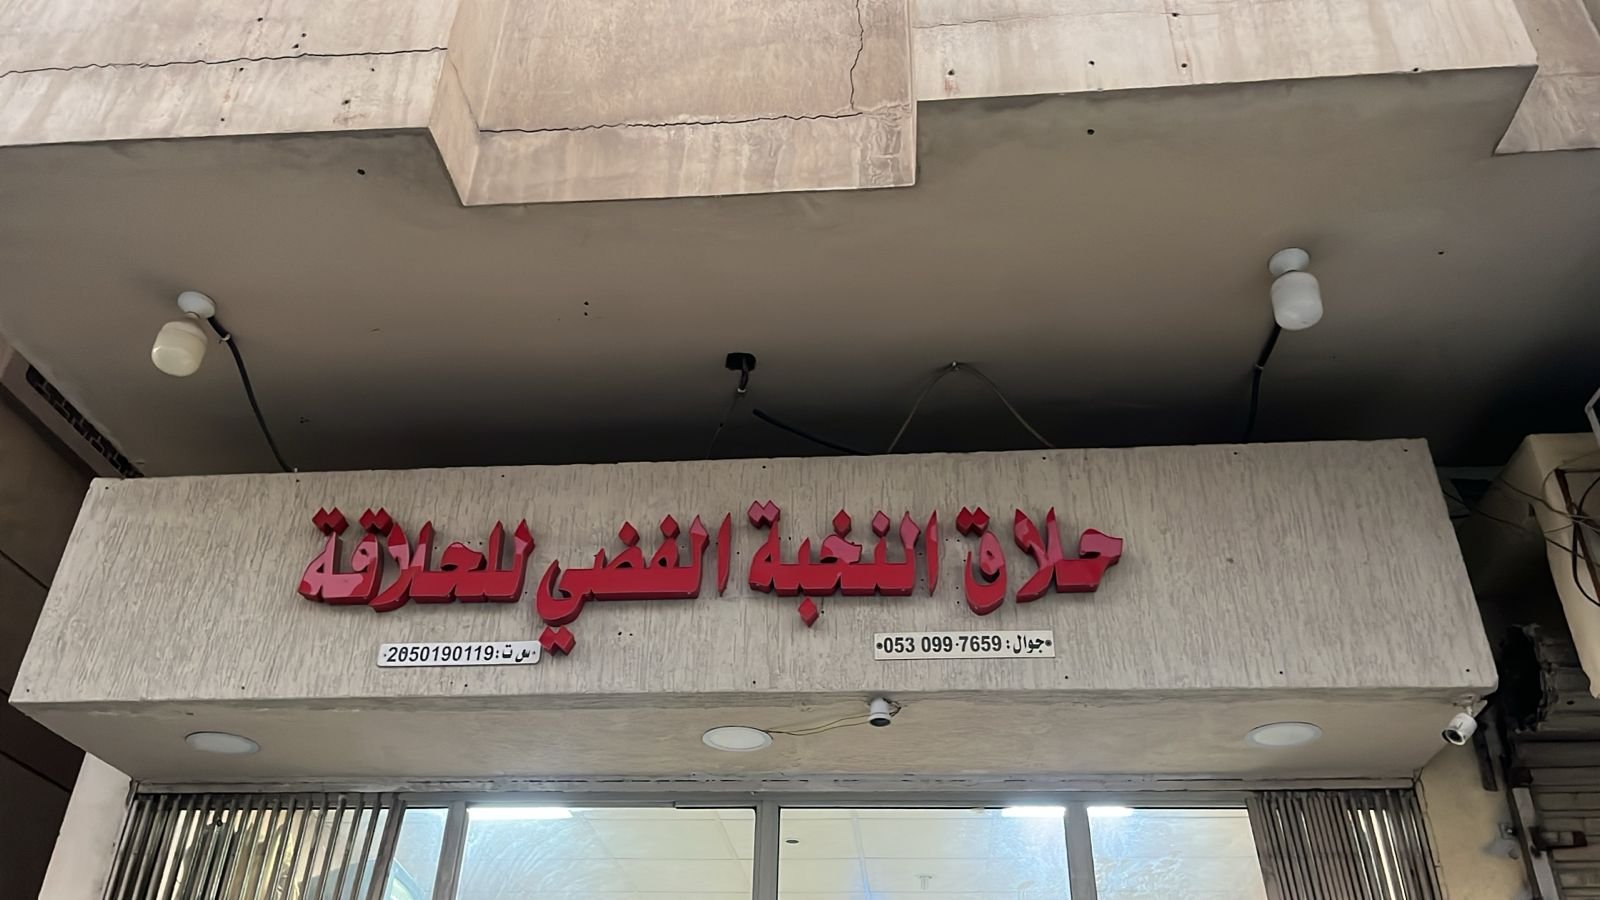 حلاق النخبة الفضي للحلاقة
جوال: 053 099 7659
س ت: 2050190119